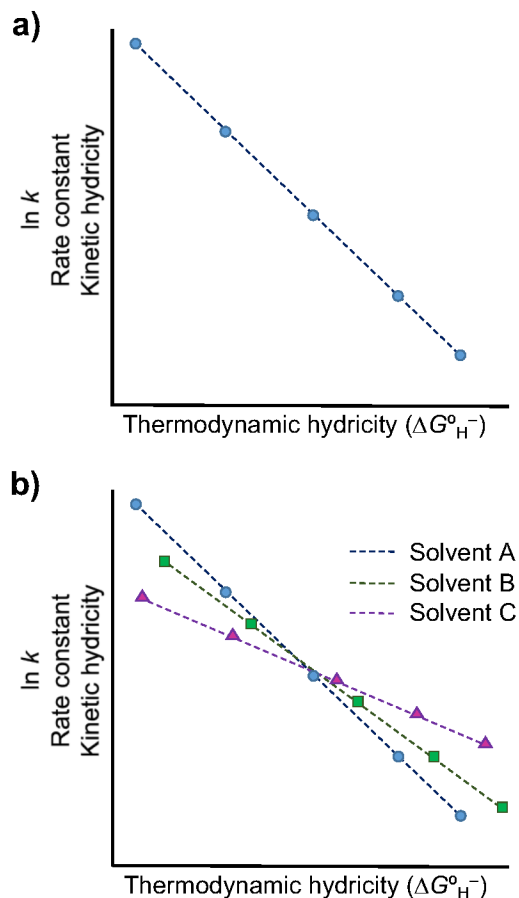 a)
ln k
Rate constant
Kinetic hydricity
Thermodynamic hydricity (ΔG°H⁻)
b)
Solvent A
Solvent B
Solvent C
ln k
Rate constant
Kinetic hydricity
Thermodynamic hydricity (ΔG°H⁻)